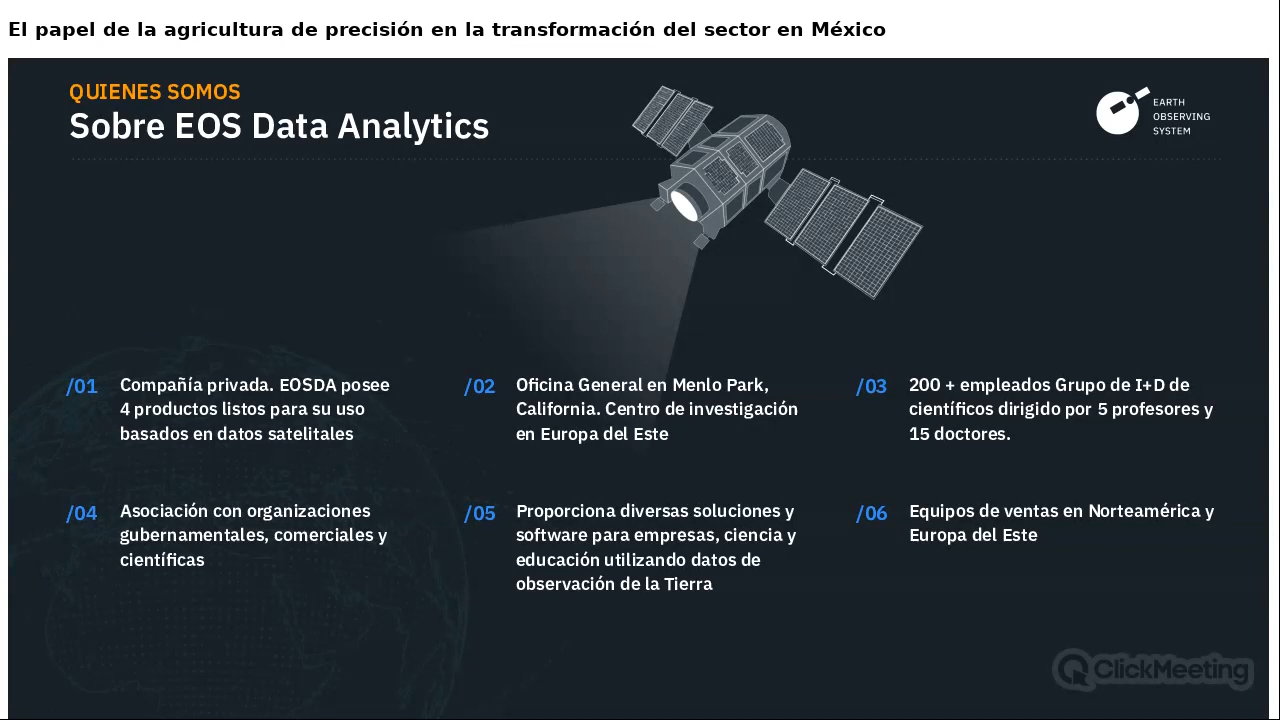 El papel de la agricultura de precisión en la transformación del sector en México
QUIENES SOMOS
Sobre EOS Data Analytics
EARTH
OBSERVING
SYSTEM
/01
Compañía privada. EOSDA posee
4 productos listos para su uso
basados en datos satelitales
/02
Oficina General en Menlo Park,
California. Centro de investigación
en Europa del Este
/03
200 + empleados Grupo de I+D de
científicos dirigido por 5 profesores y
15 doctores.
/04
Asociación con organizaciones
gubernamentales, comerciales y
científicas
/05
Proporciona diversas soluciones y
software para empresas, ciencia y
educación utilizando datos de
observación de la Tierra
/06
Equipos de ventas en Norteamérica y
Europa del Este
ClickMeeting